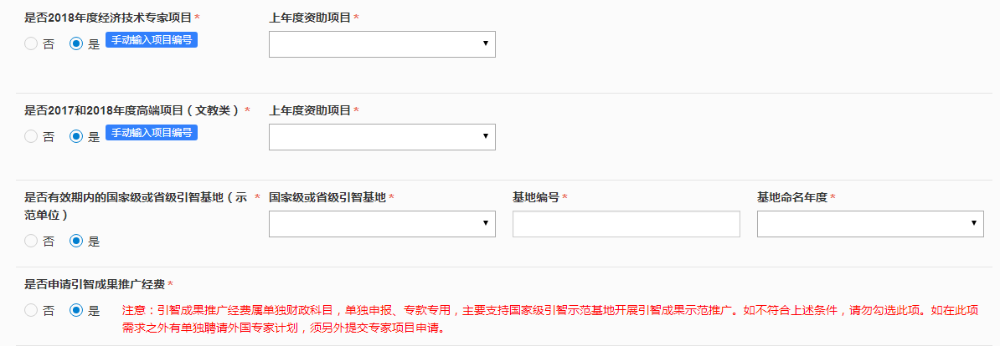 是否2018年度经济技术专家项目 * 上年度资助项目 *
否 是 手动输入项目编号
是否2017和2018年度高端项目（文教类） * 上年度资助项目 *
否 是 手动输入项目编号
是否有效期内的国家级或省级引智基地（示 * 国家级或省级引智基地 * 基地编号 * 基地命名年度 *
范单位）
否 是
是否申请引智成果推广经费 *
否 是 注意：引智成果推广经费属单独财政科目，单独申报、专款专用，主要支持国家级引智示范基地开展引智成果示范推广。如不符合上述条件，请勿勾选此项。如在此项
需求之外有单独聘请外国专家计划，须另外提交专家项目申请。